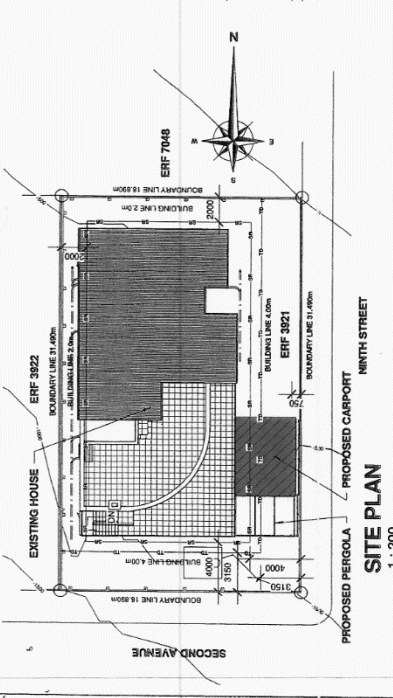 N
W
E
S
ERF 7048
BOUNDARY LINE 18.890m
BUILDING LINE 2.0m
2000
2000
ERF 3922
BOUNDARY LINE 31.490m
BUILDING LINE 2.0m
BUILDING LINE 4.00m
ERF 3921
BOUNDARY LINE 31.490m
NINTH STREET
750
EXISTING HOUSE
DN
BUILDING LINE 4.00m
4000
3150
4000
3150
BOUNDARY LINE 18.890m
SECOND AVENUE
PROPOSED CARPORT
PROPOSED PERGOLA
SITE PLAN
1 : 200